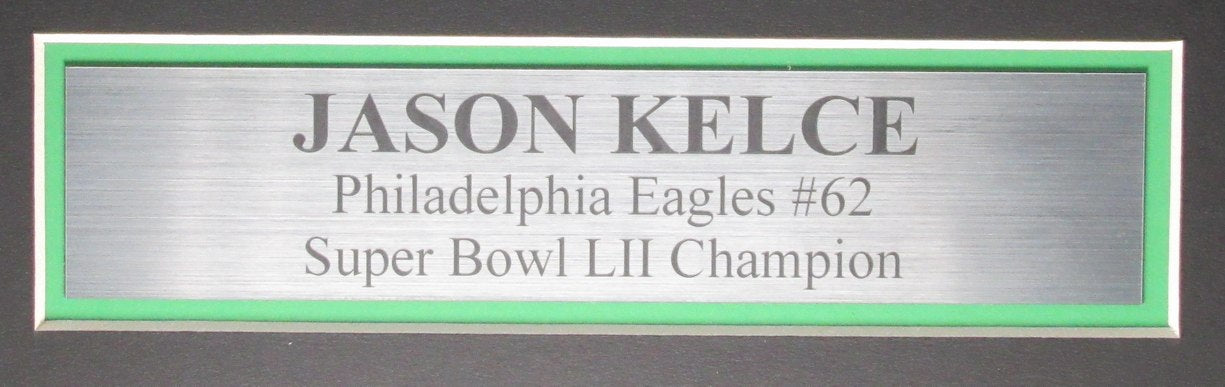 JASON KELCE
Philadelphia Eagles #62
Super Bowl LII Champion